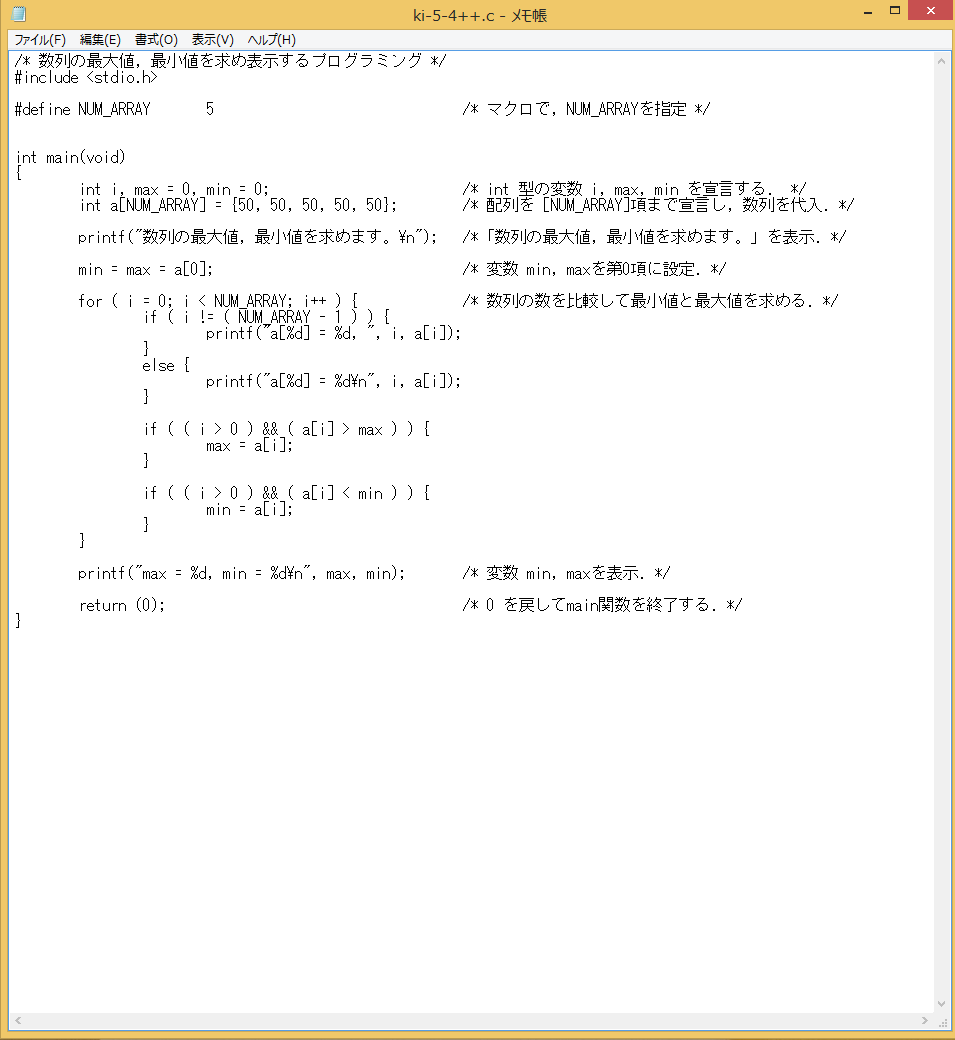 ki-5-4++.c - メモ帳
ファイル(F) 編集(E) 書式(O) 表示(V) ヘルプ(H)
/* 数列の最大値，最小値を求め表示するプログラミング */
#include <stdio.h>
#define NUM_ARRAY 5 /* マクロで，NUM_ARRAYを指定 */
int main(void)
{
int i, max = 0, min = 0; /* int 型の変数 i, max, min を宣言する． */
int a[NUM_ARRAY] = {50, 50, 50, 50, 50}; /* 配列を [NUM_ARRAY]項まで宣言し，数列を代入．*/
printf("数列の最大値，最小値を求めます。¥n"); /*「数列の最大値，最小値を求めます。」を表示．*/
min = max = a[0]; /* 変数 min, maxを第0項に設定．*/
for ( i = 0; i < NUM_ARRAY; i++ ) { /* 数列の数を比較して最小値と最大値を求める．*/
if ( i != ( NUM_ARRAY - 1 ) ) {
printf("a[%d] = %d, ", i, a[i]);
}
else {
printf("a[%d] = %d¥n", i, a[i]);
}
if ( ( i > 0 ) && ( a[i] > max ) ) {
max = a[i];
}
if ( ( i > 0 ) && ( a[i] < min ) ) {
min = a[i];
}
}
printf("max = %d, min = %d¥n", max, min); /* 変数 min, maxを表示．*/
return (0); /* 0 を戻してmain関数を終了する．*/
}